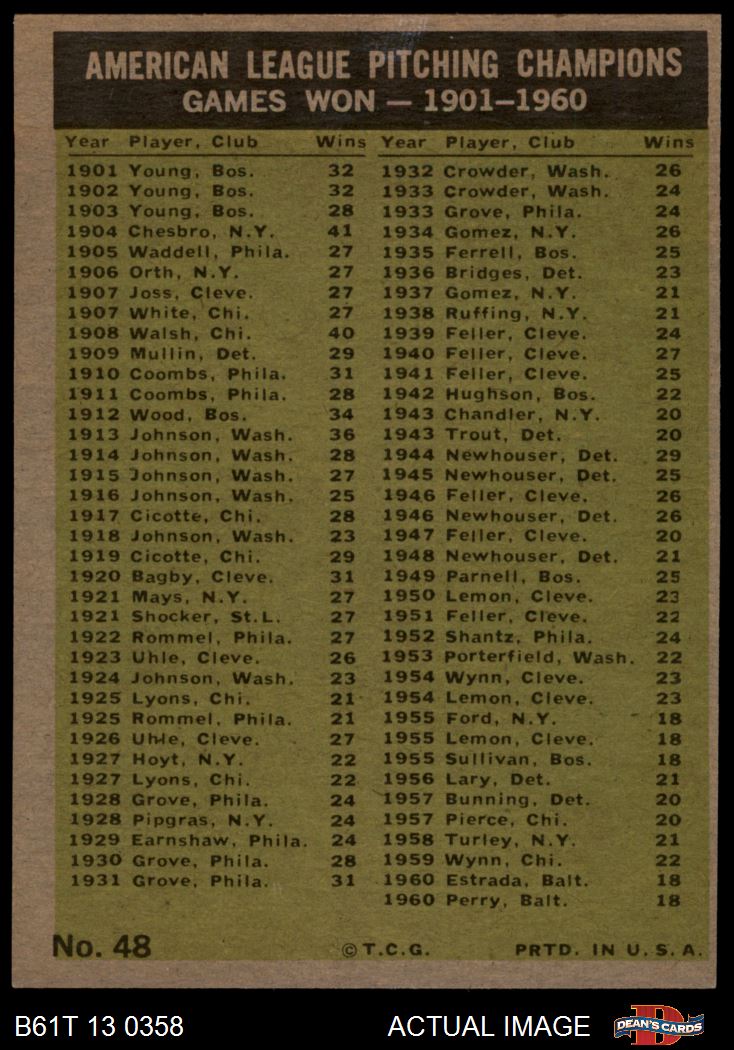 AMERICAN LEAGUE PITCHING CHAMPIONS
GAMES WON — 1901–1960
Year Player, Club Wins
1901 Young, Bos. 32
1902 Young, Bos. 32
1903 Young, Bos. 28
1904 Chesbro, N.Y. 41
1905 Waddell, Phila. 27
1906 Orth, N.Y. 27
1907 Joss, Cleve. 27
1907 White, Chi. 27
1908 Walsh, Chi. 40
1909 Mullin, Det. 29
1910 Coombs, Phila. 31
1911 Coombs, Phila. 28
1912 Wood, Bos. 34
1913 Johnson, Wash. 36
1914 Johnson, Wash. 28
1915 Johnson, Wash. 27
1916 Johnson, Wash. 25
1917 Cicotte, Chi. 28
1918 Johnson, Wash. 23
1919 Cicotte, Chi. 29
1920 Bagby, Cleve. 31
1921 Mays, N.Y. 27
1921 Shocker, St.L. 27
1922 Rommel, Phila. 27
1923 Uhle, Cleve. 26
1924 Johnson, Wash. 23
1925 Lyons, Chi. 21
1925 Rommel, Phila. 21
1926 Uhle, Cleve. 27
1927 Hoyt, N.Y. 22
1927 Lyons, Chi. 22
1928 Grove, Phila. 24
1928 Pipgras, N.Y. 24
1929 Earnshaw, Phila. 24
1930 Grove, Phila. 28
1931 Grove, Phila. 31
Year Player, Club Wins
1932 Crowder, Wash. 26
1933 Crowder, Wash. 24
1933 Grove, Phila. 24
1934 Gomez, N.Y. 26
1935 Ferrell, Bos. 25
1936 Bridges, Det. 23
1937 Gomez, N.Y. 21
1938 Ruffing, N.Y. 21
1939 Feller, Cleve. 24
1940 Feller, Cleve. 27
1941 Feller, Cleve. 25
1942 Hughson, Bos. 22
1943 Chandler, N.Y. 20
1943 Trout, Det. 20
1944 Newhouser, Det. 29
1945 Newhouser, Det. 25
1946 Feller, Cleve. 26
1946 Newhouser, Det. 26
1947 Feller, Cleve. 20
1948 Newhouser, Det. 21
1949 Parnell, Bos. 25
1950 Lemon, Cleve. 23
1951 Feller, Cleve. 22
1952 Shantz, Phila. 24
1953 Porterfield, Wash. 22
1954 Wynn, Cleve. 23
1954 Lemon, Cleve. 23
1955 Ford, N.Y. 18
1955 Lemon, Cleve. 18
1955 Sullivan, Bos. 18
1956 Lary, Det. 21
1957 Bunning, Det. 20
1957 Pierce, Chi. 20
1958 Turley, N.Y. 21
1959 Wynn, Chi. 22
1960 Estrada, Balt. 18
1960 Perry, Balt. 18
No. 48 © T.C.G. PRTD. IN U.S.A.
B61T 13 0358 ACTUAL IMAGE DEAN'S CARDS